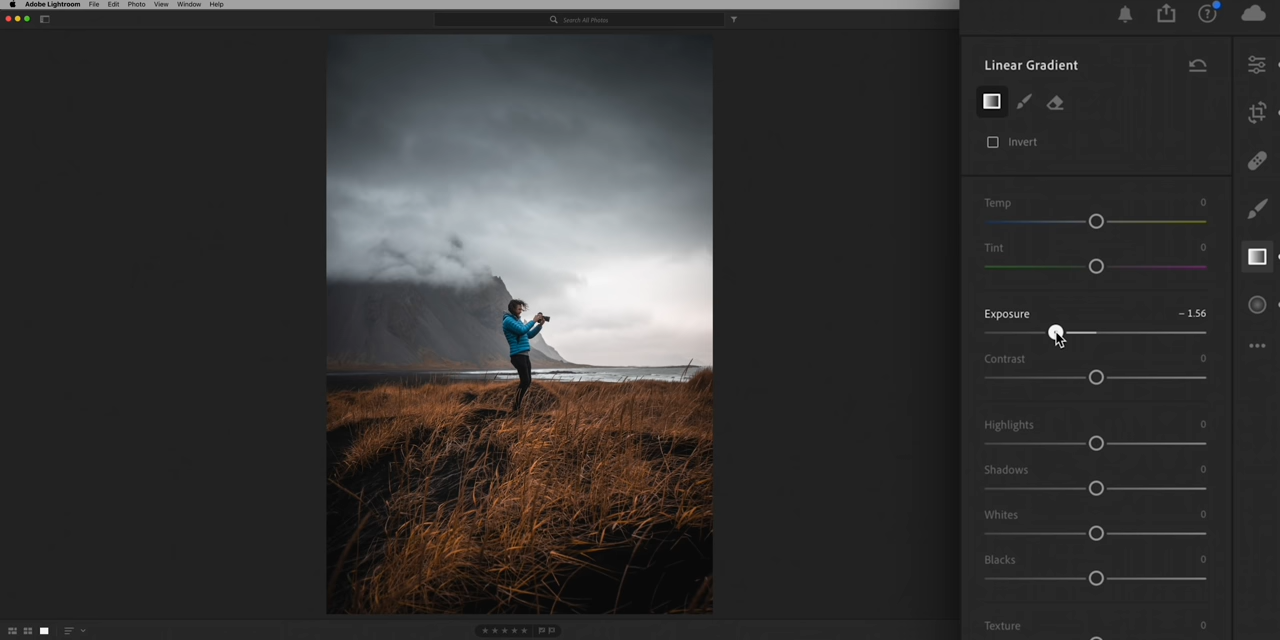 Adobe Lightroom File Edit Photo View Window Help
Search All Photos
Linear Gradient
Invert
Temp 0
Tint 0
Exposure – 1.56
Contrast 0
Highlights 0
Shadows 0
Whites 0
Blacks 0
Texture 0